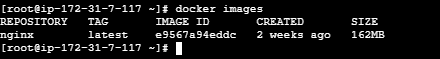 [root@ip-172-31-7-117 ~]# docker images
REPOSITORY TAG IMAGE ID CREATED SIZE
nginx latest e9567a94eddc 2 weeks ago 162MB
[root@ip-172-31-7-117 ~]#